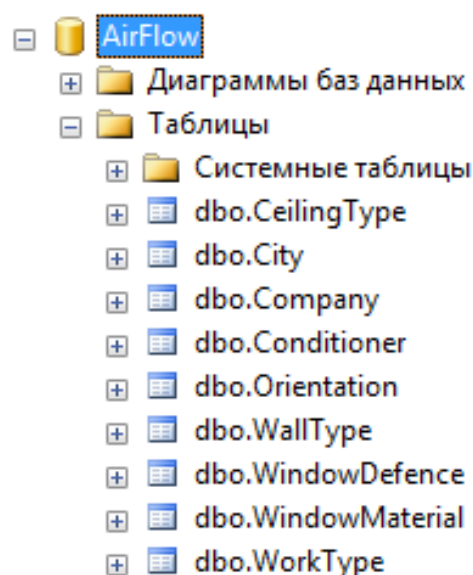 AirFlow
Диаграммы баз данных
Таблицы
Системные таблицы
dbo.CeilingType
dbo.City
dbo.Company
dbo.Conditioner
dbo.Orientation
dbo.WallType
dbo.WindowDefence
dbo.WindowMaterial
dbo.WorkType